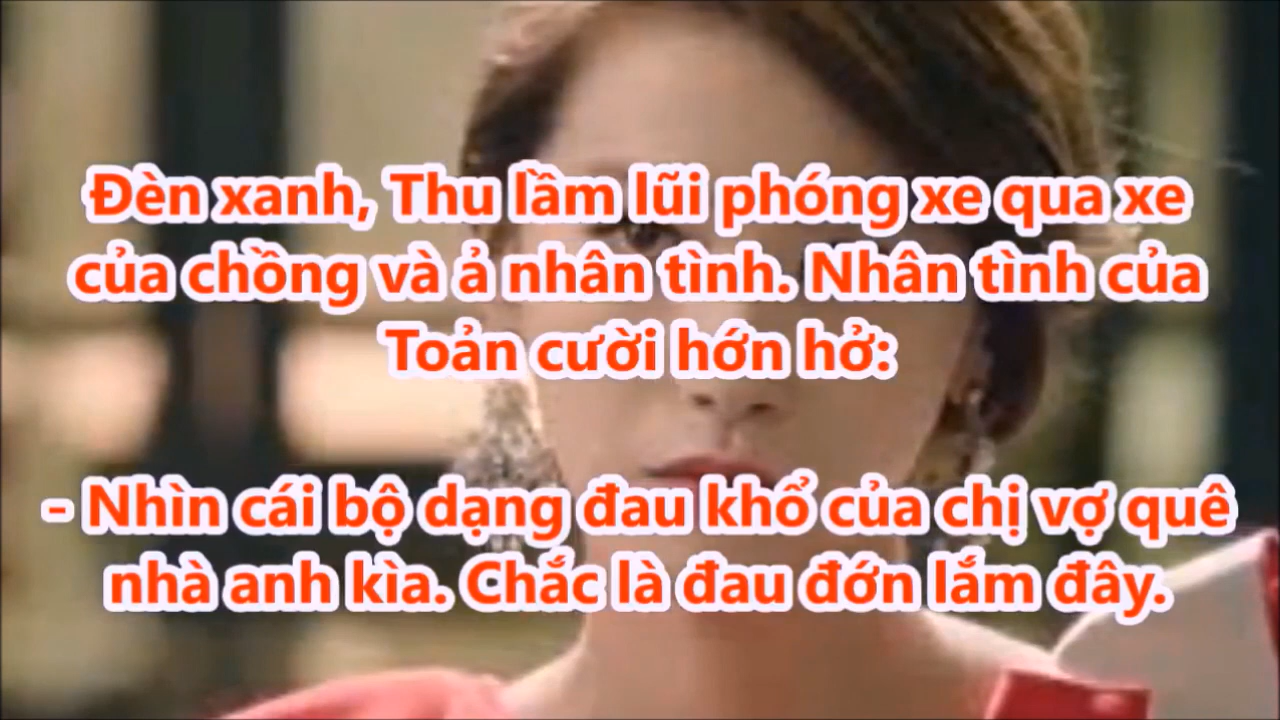 Đèn xanh, Thu lầm lũi phóng xe qua xe
của chồng và ả nhân tình. Nhân tình của
Toản cười hớn hở:
- Nhìn cái bộ dạng đau khổ của chị vợ quê
nhà anh kìa. Chắc là đau đớn lắm đây.